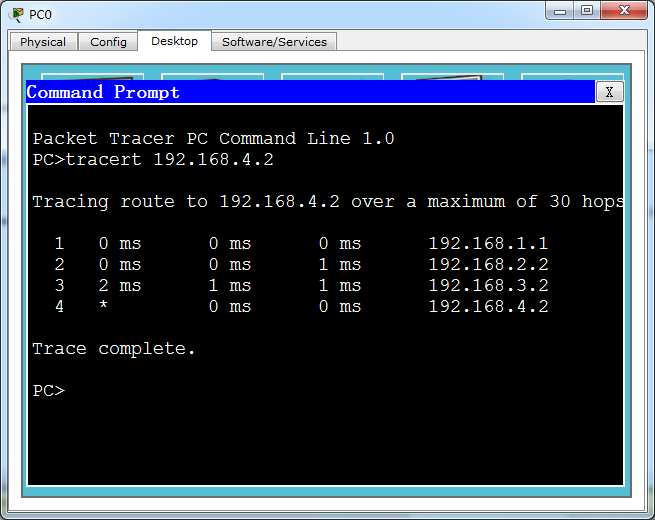 PC0
Physical Config Desktop Software/Services
Command Prompt X
Packet Tracer PC Command Line 1.0
PC>tracert 192.168.4.2
Tracing route to 192.168.4.2 over a maximum of 30 hops
1 0 ms 0 ms 0 ms 192.168.1.1
2 0 ms 0 ms 1 ms 192.168.2.2
3 2 ms 1 ms 1 ms 192.168.3.2
4 * 0 ms 0 ms 192.168.4.2
Trace complete.
PC>